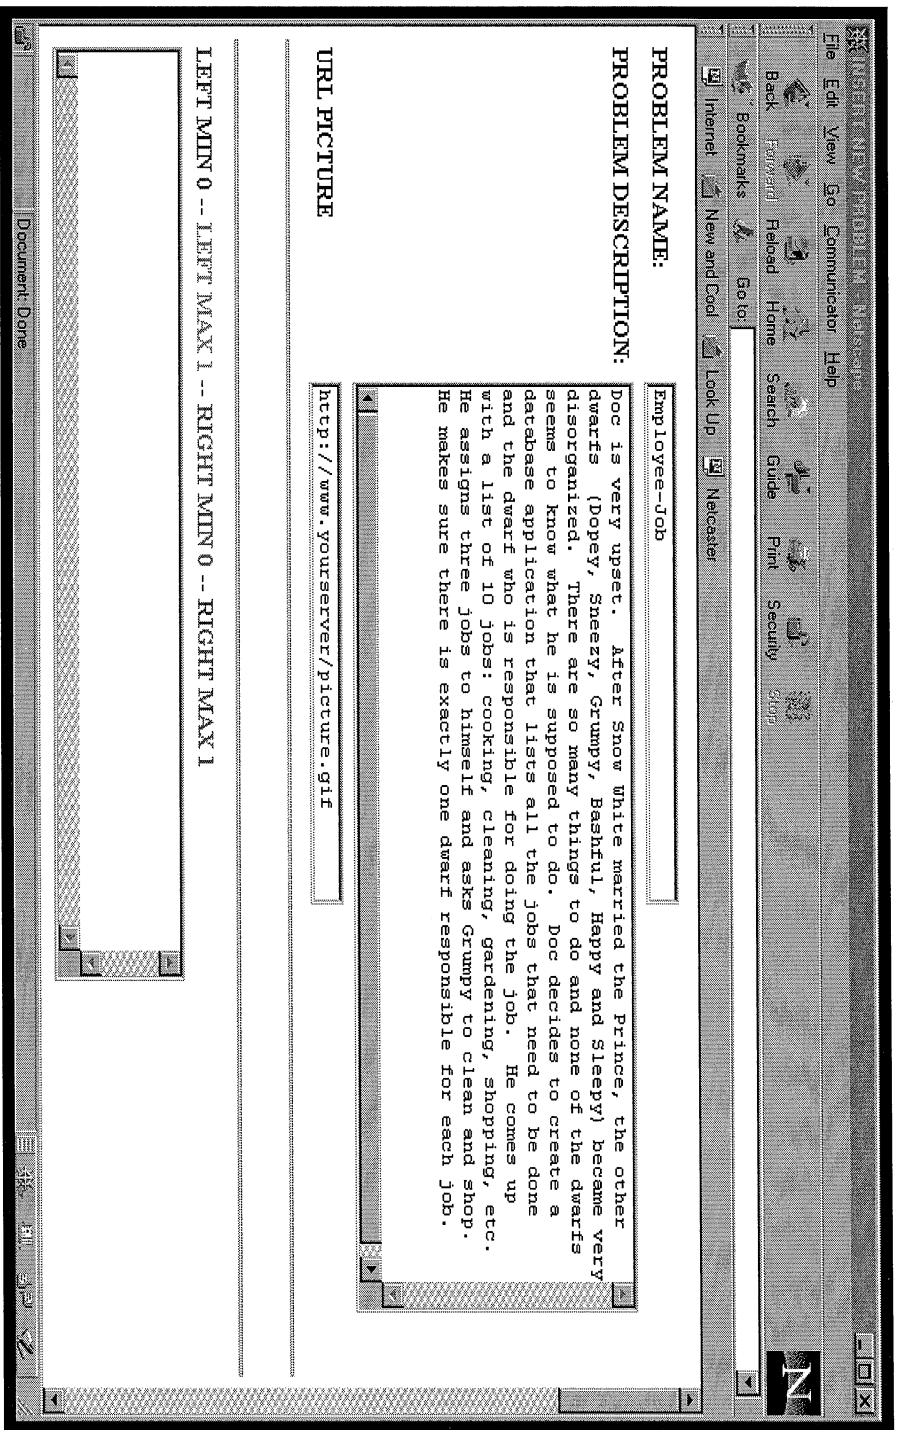 INSERT NEW PROBLEM - Netscape
File Edit View Go Communicator Help
Back Forward Reload Home Search Guide Print Security Stop
Bookmarks Go to:
Internet New and Cool Look Up Netcaster
PROBLEM NAME: Employee-Job
PROBLEM DESCRIPTION: Doc is very upset. After Snow White married the Prince, the other
dwarfs (Dopey, Sneezy, Grumpy, Bashful, Happy and Sleepy) became very
disorganized. There are so many things to do and none of the dwarfs
seems to know what he is supposed to do. Doc decides to create a
database application that lists all the jobs that need to be done
and the dwarf who is responsible for doing the job. He comes up
with a list of 10 jobs: cooking, cleaning, gardening, shopping, etc.
He assigns three jobs to himself and asks Grumpy to clean and shop.
He makes sure there is exactly one dwarf responsible for each job.
URL PICTURE http://www.yourserver/picture.gif
LEFT MIN 0 -- LEFT MAX 1 -- RIGHT MIN 0 -- RIGHT MAX 1
Document: Done
N